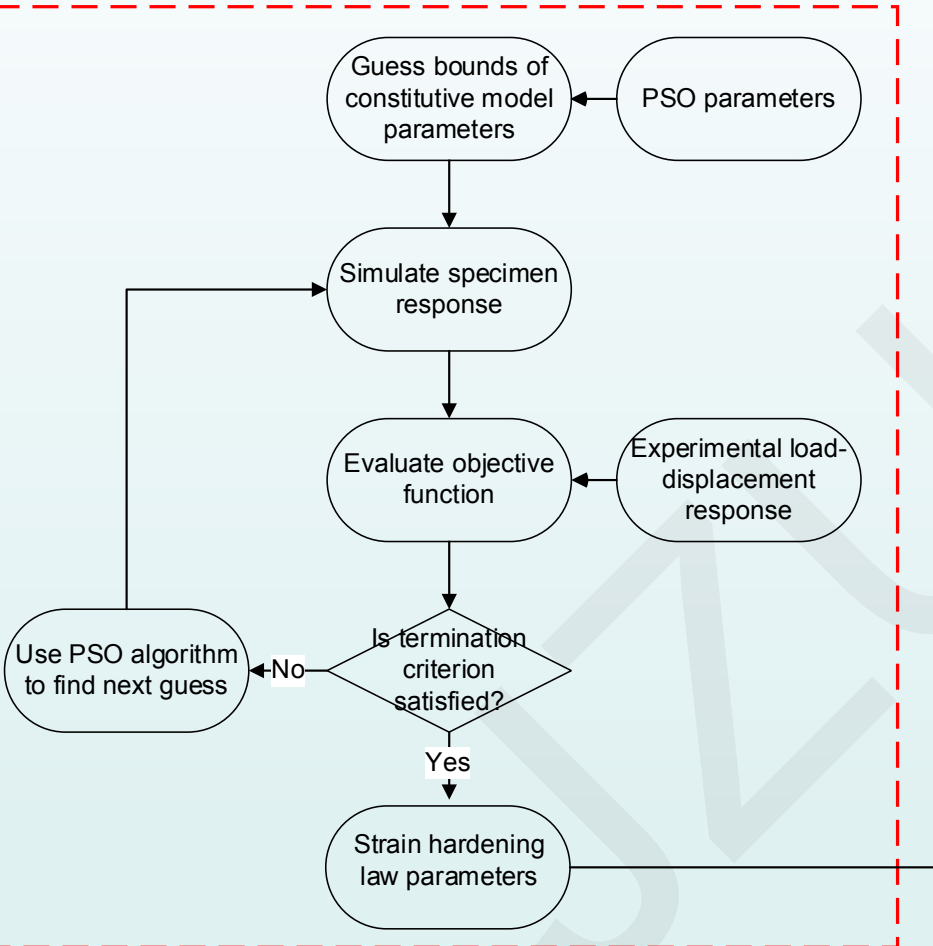 Guess bounds of
constitutive model
parameters
PSO parameters
Simulate specimen
response
Evaluate objective
function
Experimental load-
displacement
response
Is termination
criterion
satisfied?
No
Use PSO algorithm
to find next guess
Yes
Strain hardening
law parameters